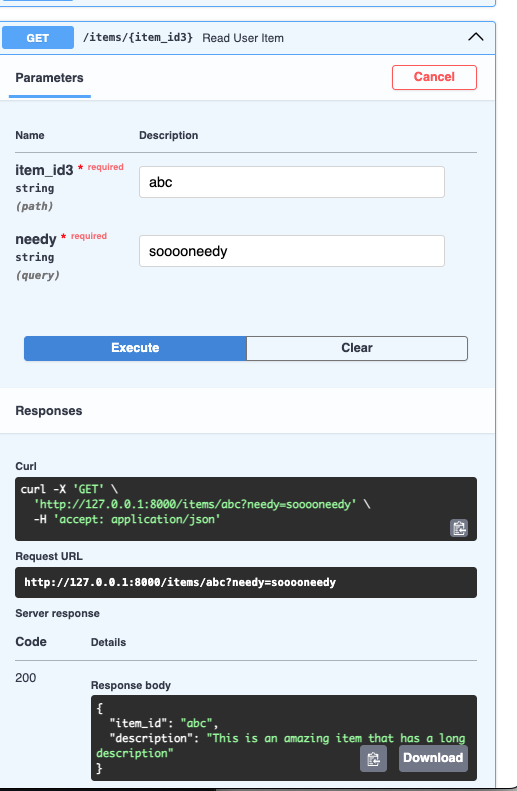 GET /items/{item_id3} Read User Item
Parameters
Cancel
Name Description
item_id3 * required
string
(path)
abc
needy * required
string
(query)
sooooneedy
Execute Clear
Responses
Curl
curl -X 'GET' \
'http://127.0.0.1:8000/items/abc?needy=sooooneedy' \
-H 'accept: application/json'
Request URL
http://127.0.0.1:8000/items/abc?needy=sooooneedy
Server response
Code Details
200
Response body
{
"item_id": "abc",
"description": "This is an amazing item that has a long
description"
}
Download